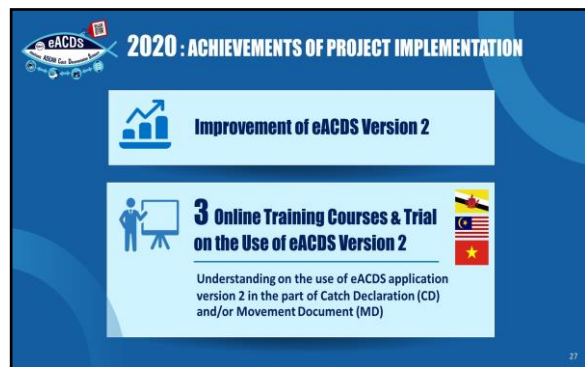 eACDS
2020 : ACHIEVEMENTS OF PROJECT IMPLEMENTATION
Improvement of eACDS Version 2
3 Online Training Courses & Trial
on the Use of eACDS Version 2
Understanding on the use of eACDS application
version 2 in the part of Catch Declaration (CD)
and/or Movement Document (MD)
27